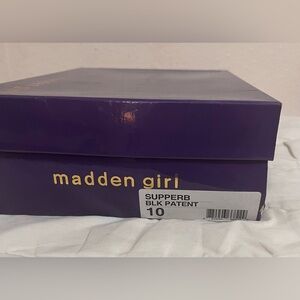 madden girl
SUPPERB
BLK PATENT
10